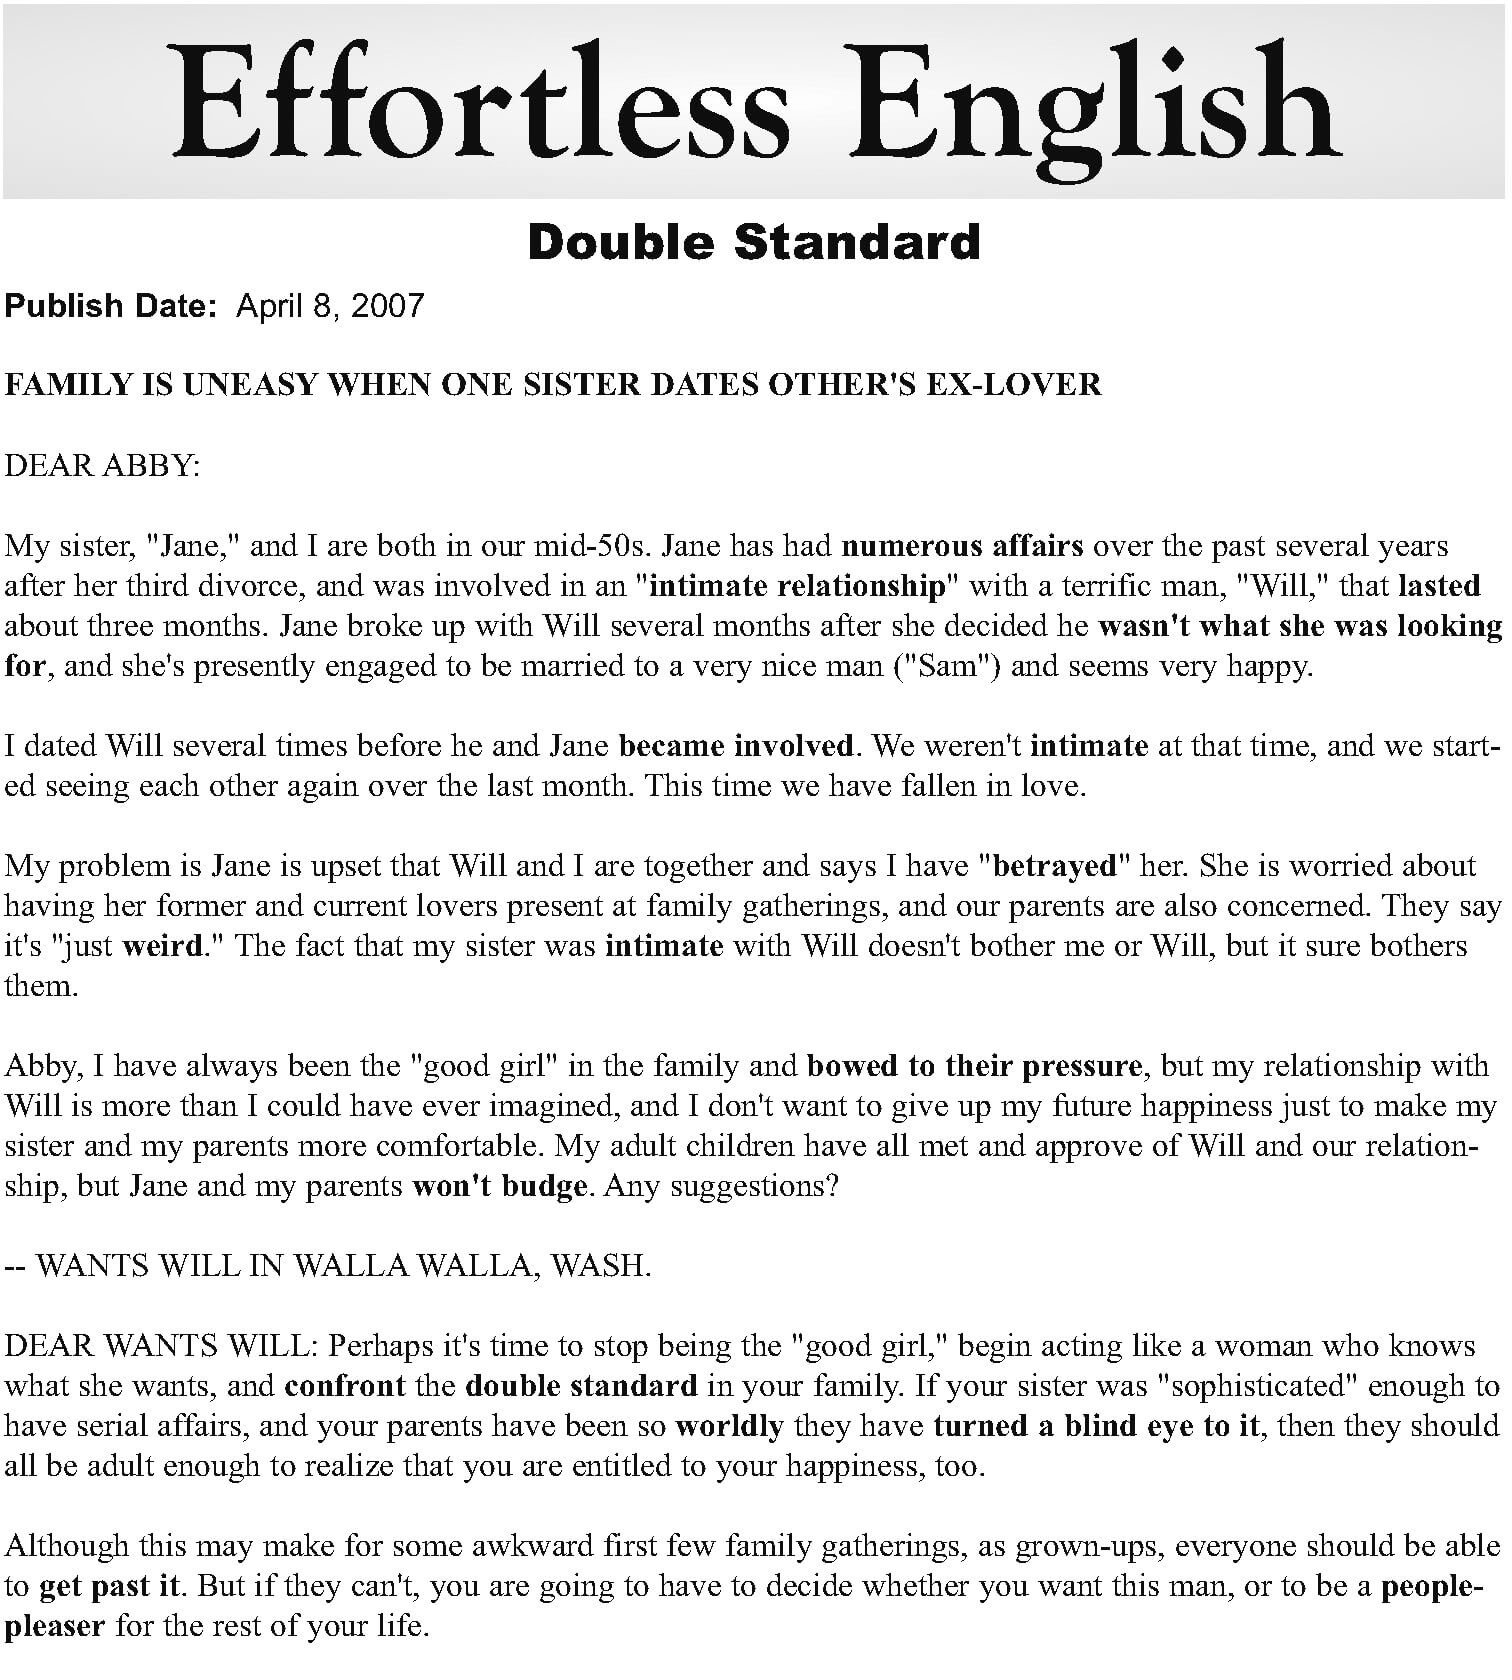 Effortless English
Double Standard
Publish Date: April 8, 2007
FAMILY IS UNEASY WHEN ONE SISTER DATES OTHER'S EX-LOVER
DEAR ABBY:
My sister, "Jane," and I are both in our mid-50s. Jane has had numerous affairs over the past several years
after her third divorce, and was involved in an "intimate relationship" with a terrific man, "Will," that lasted
about three months. Jane broke up with Will several months after she decided he wasn't what she was looking
for, and she's presently engaged to be married to a very nice man ("Sam") and seems very happy.
I dated Will several times before he and Jane became involved. We weren't intimate at that time, and we start-
ed seeing each other again over the last month. This time we have fallen in love.
My problem is Jane is upset that Will and I are together and says I have "betrayed" her. She is worried about
having her former and current lovers present at family gatherings, and our parents are also concerned. They say
it's "just weird." The fact that my sister was intimate with Will doesn't bother me or Will, but it sure bothers
them.
Abby, I have always been the "good girl" in the family and bowed to their pressure, but my relationship with
Will is more than I could have ever imagined, and I don't want to give up my future happiness just to make my
sister and my parents more comfortable. My adult children have all met and approve of Will and our relation-
ship, but Jane and my parents won't budge. Any suggestions?
-- WANTS WILL IN WALLA WALLA, WASH.
DEAR WANTS WILL: Perhaps it's time to stop being the "good girl," begin acting like a woman who knows
what she wants, and confront the double standard in your family. If your sister was "sophisticated" enough to
have serial affairs, and your parents have been so worldly they have turned a blind eye to it, then they should
all be adult enough to realize that you are entitled to your happiness, too.
Although this may make for some awkward first few family gatherings, as grown-ups, everyone should be able
to get past it. But if they can't, you are going to have to decide whether you want this man, or to be a people-
pleaser for the rest of your life.